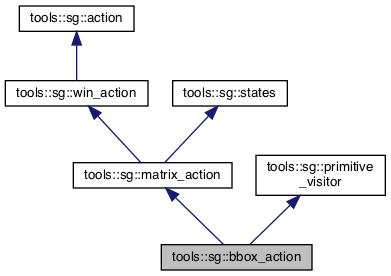 tools::sg::action
tools::sg::win_action
tools::sg::states
tools::sg::matrix_action
tools::sg::primitive
_visitor
tools::sg::bbox_action